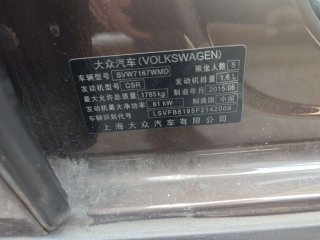 大众汽车(VOLKSWAGEN)
车辆型号 SVW7167WMD 乘坐人数 5
发动机型号 CSR 发动机排量 1.6 L
最大允许总质量 1785 kg 制造年月 2015.06
发动机最大净功率 81 kW 制造国 中国
车辆识别代号 LSVFB6185F2142009
上海大众汽车有限公司